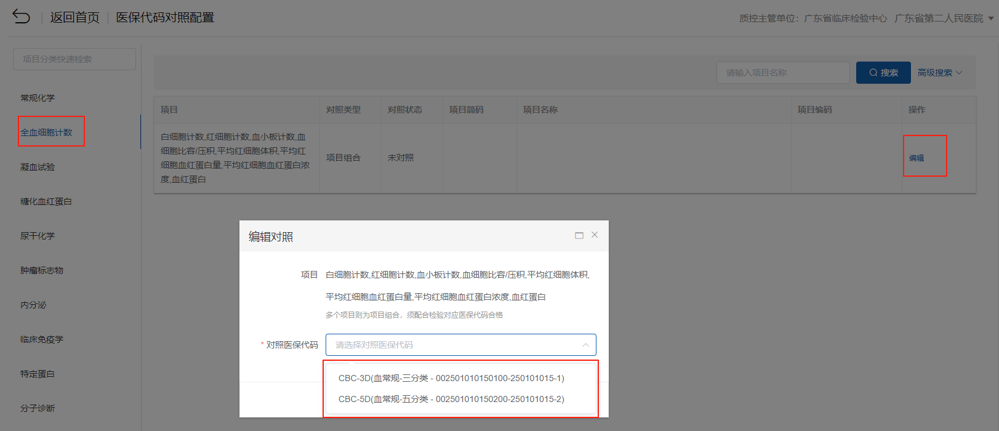 返回首页 医保代码对照配置
质控主管单位：广东省临床检验中心 广东省第二人民医院
项目分类快速检索
常规化学
全血细胞计数
凝血试验
糖化血红蛋白
尿干化学
肿瘤标志物
内分泌
临床免疫学
特定蛋白
分子诊断
请输入项目名称 搜索 高级搜索
项目 对照类型 对照状态 项目简码 项目名称 项目编码 操作
白细胞计数,红细胞计数,血小板计数,血
细胞比容/压积,平均红细胞体积,平均红
细胞血红蛋白量,平均红细胞血红蛋白浓
度,血红蛋白
项目组合 未对照 编辑
编辑对照
项目 白细胞计数,红细胞计数,血小板计数,血细胞比容/压积,平均红细胞体积,
平均红细胞血红蛋白量,平均红细胞血红蛋白浓度,血红蛋白
多个项目则为项目组合，须配合检验对应医保代码合格
* 对照医保代码 请选择对照医保代码
CBC-3D(血常规-三分类 - 002501010150100-250101015-1)
CBC-5D(血常规-五分类 - 002501010150200-250101015-2)